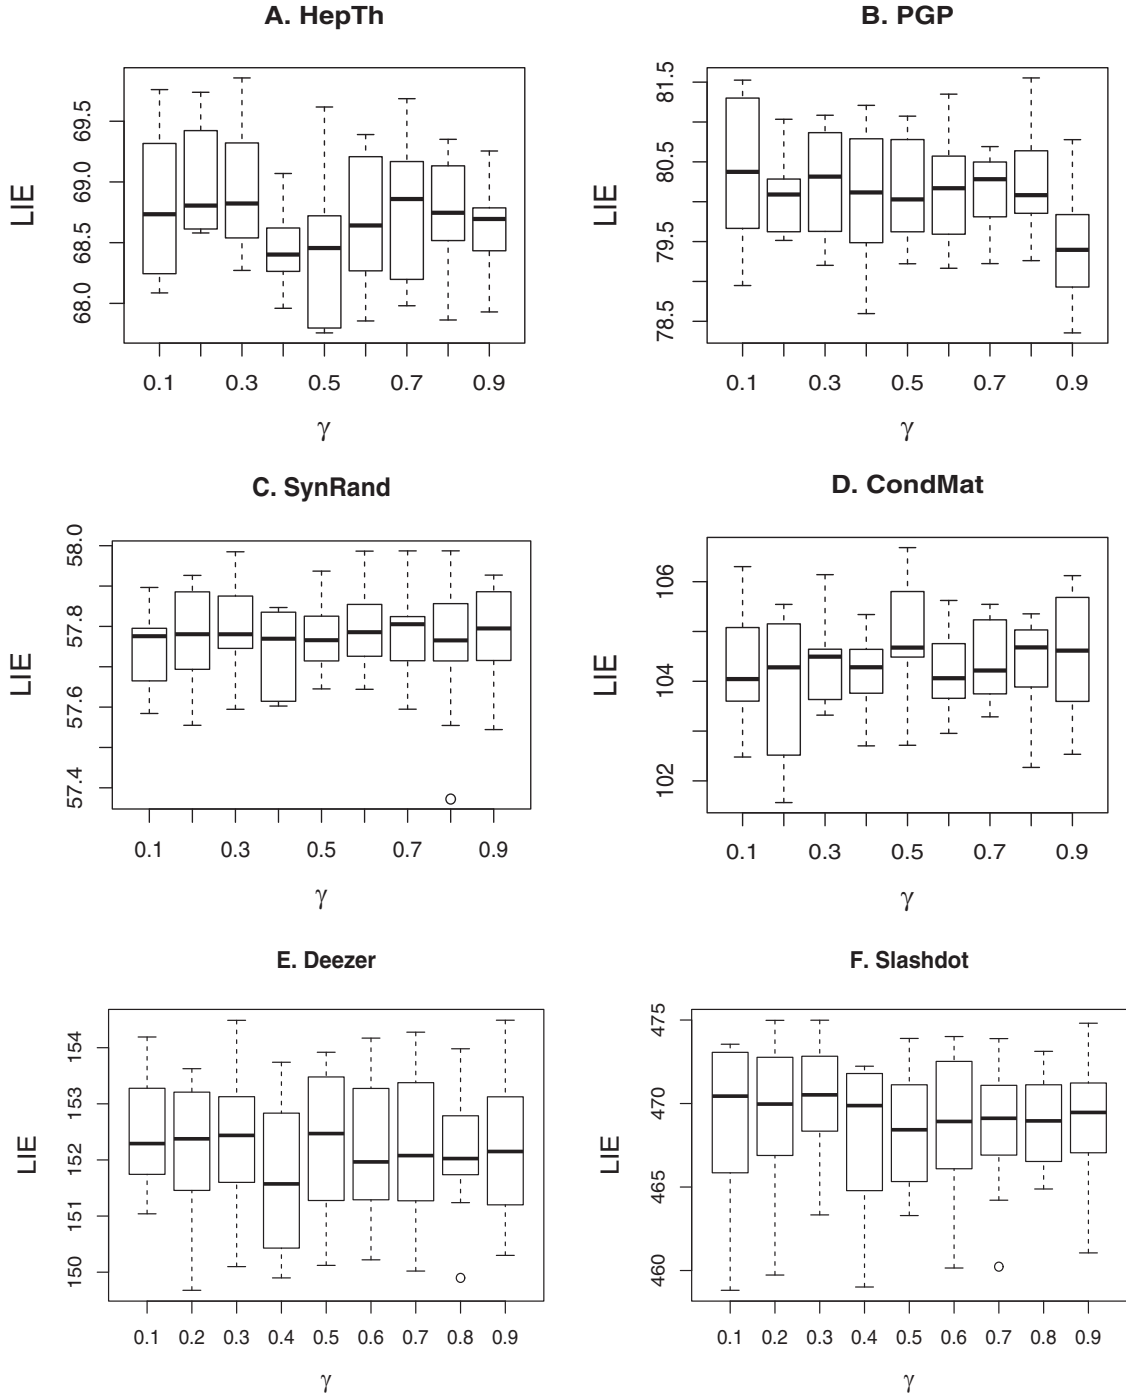 A. HepTh
LIE
69.5
69.0
68.5
68.0
0.1 0.3 0.5 0.7 0.9
γ
B. PGP
LIE
81.5
80.5
79.5
78.5
0.1 0.3 0.5 0.7 0.9
γ
C. SynRand
LIE
58.0
57.8
57.6
57.4
0.1 0.3 0.5 0.7 0.9
γ
D. CondMat
LIE
106
104
102
0.1 0.3 0.5 0.7 0.9
γ
E. Deezer
LIE
154
153
152
151
150
0.1 0.2 0.3 0.4 0.5 0.6 0.7 0.8 0.9
γ
F. Slashdot
LIE
475
470
465
460
0.1 0.2 0.3 0.4 0.5 0.6 0.7 0.8 0.9
γ